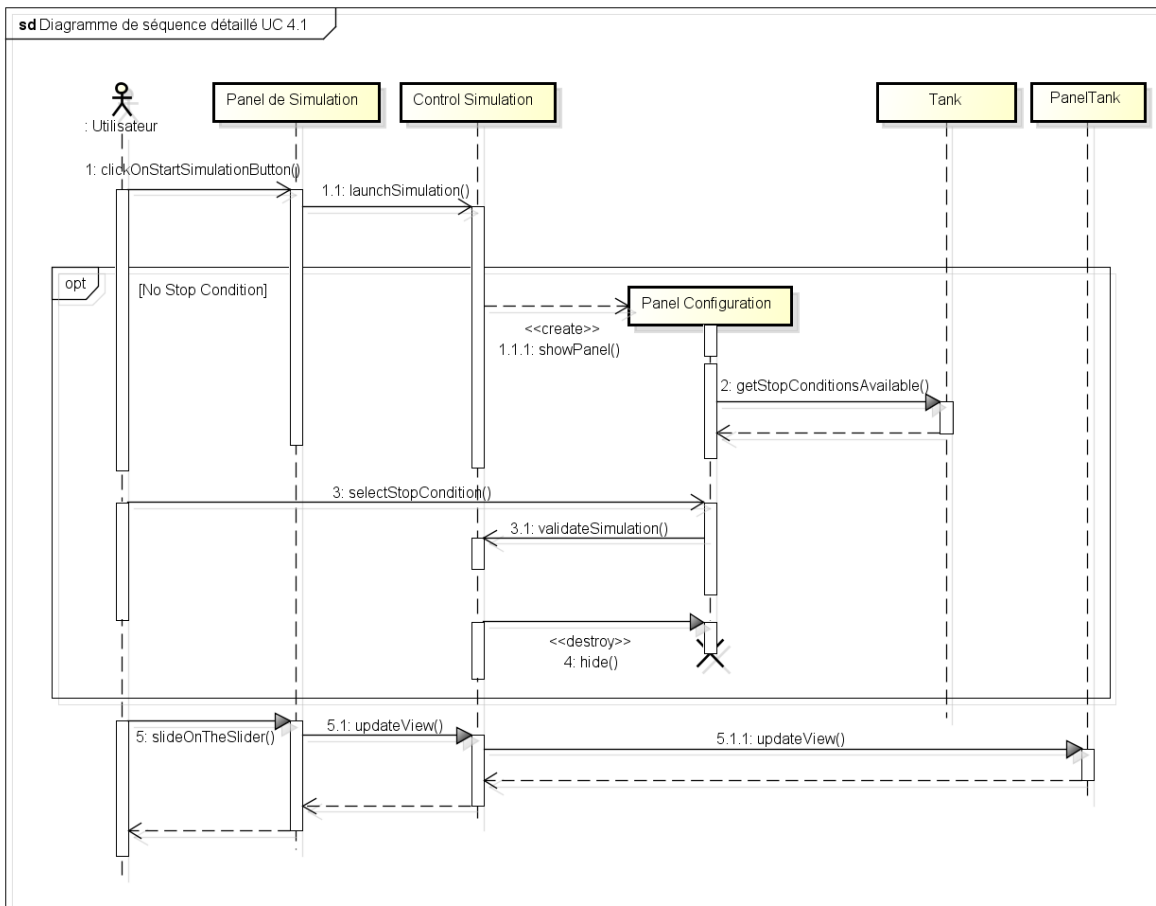 sd Diagramme de séquence détaillé UC 4.1
: Utilisateur
Panel de Simulation
Control Simulation
Tank
PanelTank
1: clickOnStartSimulationButton()
1.1: launchSimulation()
opt
[No Stop Condition]
Panel Configuration
<<create>>
1.1.1: showPanel()
2: getStopConditionsAvailable()
3: selectStopCondition()
3.1: validateSimulation()
<<destroy>>
4: hide()
5: slideOnTheSlider()
5.1: updateView()
5.1.1: updateView()